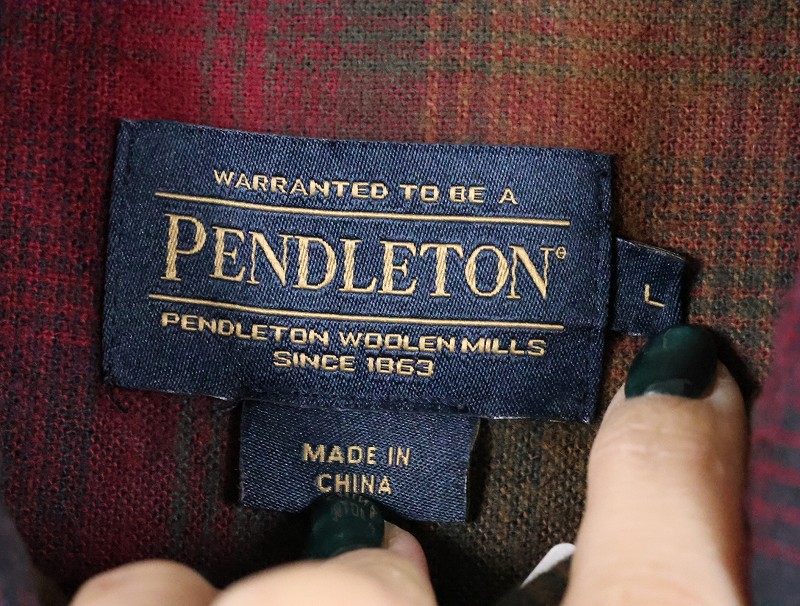 WARRANTED TO BE A
PENDLETON®
L
PENDLETON WOOLEN MILLS
SINCE 1863
MADE IN
CHINA